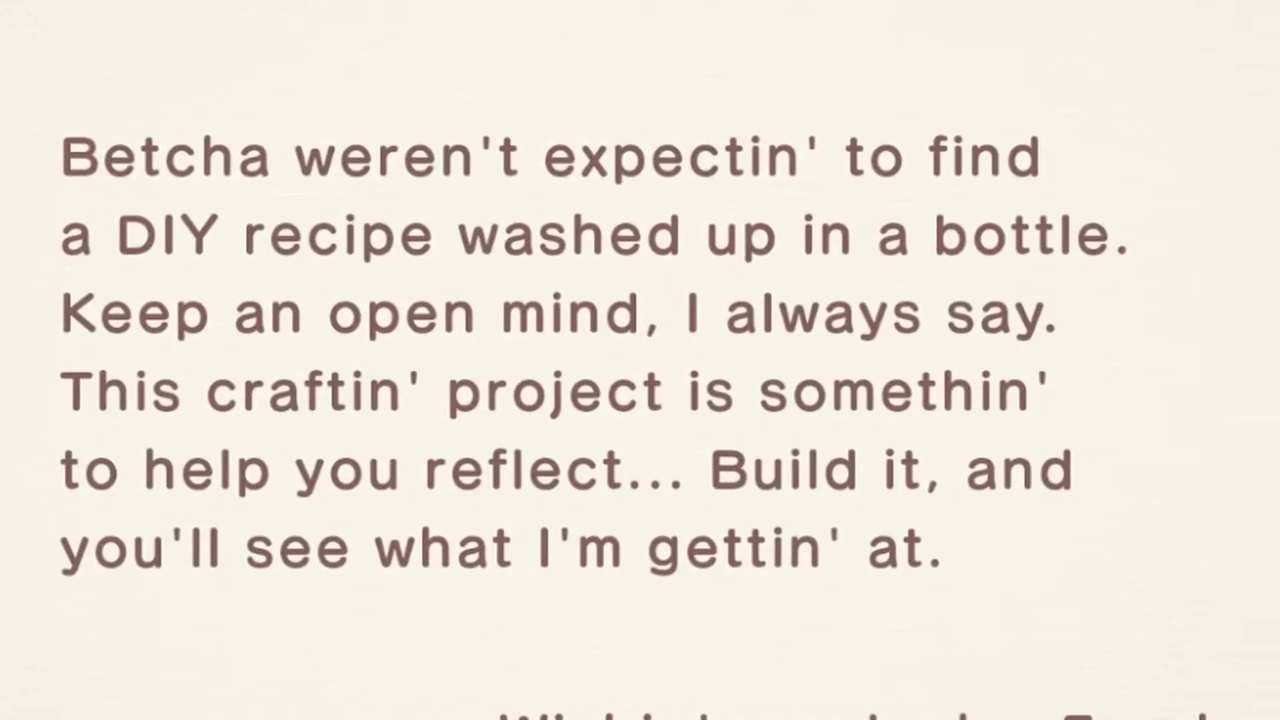 Betcha weren't expectin' to find
a DIY recipe washed up in a bottle.
Keep an open mind, I always say.
This craftin' project is somethin'
to help you reflect... Build it, and
you'll see what I'm gettin' at.